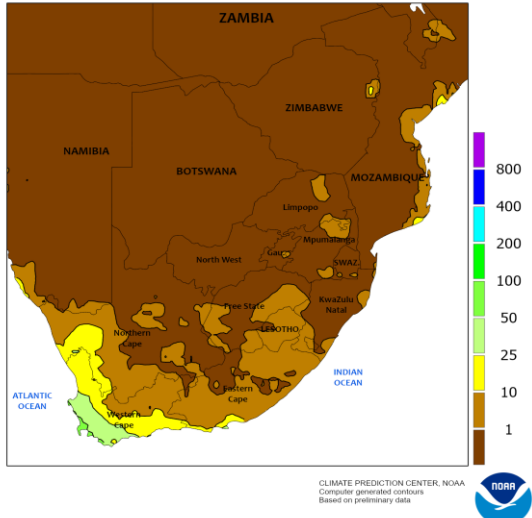 ZAMBIA
ZIMBABWE
NAMIBIA
BOTSWANA
MOZAMBIQUE
Limpopo
Mpumalanga
Gau
SWAZ.
North West
Free State
KwaZulu
Natal
LESOTHO
Northern
Cape
Eastern
Cape
Western
Cape
ATLANTIC
OCEAN
INDIAN
OCEAN
800
400
200
100
50
25
10
1
CLIMATE PREDICTION CENTER, NOAA
Computer generated contours
Based on preliminary data
NOAA